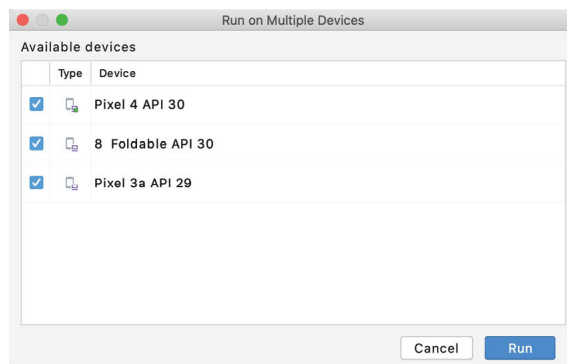 Run on Multiple Devices
Available devices
Type Device
Pixel 4 API 30
8 Foldable API 30
Pixel 3a API 29
Cancel Run